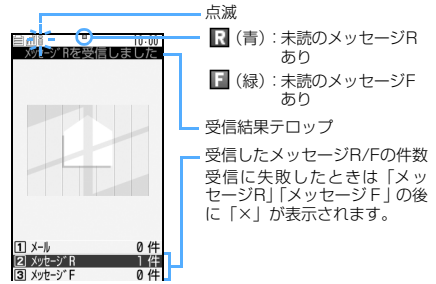 点滅
R（青）：未読のメッセージR
あり
F（緑）：未読のメッセージF
あり
受信結果テロップ
受信したメッセージR/Fの件数
受信に失敗したときは「メッ
セージR」「メッセージF」の後
に「×」が表示されます。
10:00
ﾒｯｾｰｼﾞRを受信しました
1 ﾒｰﾙ 0件
2 ﾒｯｾｰｼﾞR 1件
3 ﾒｯｾｰｼﾞF 0件